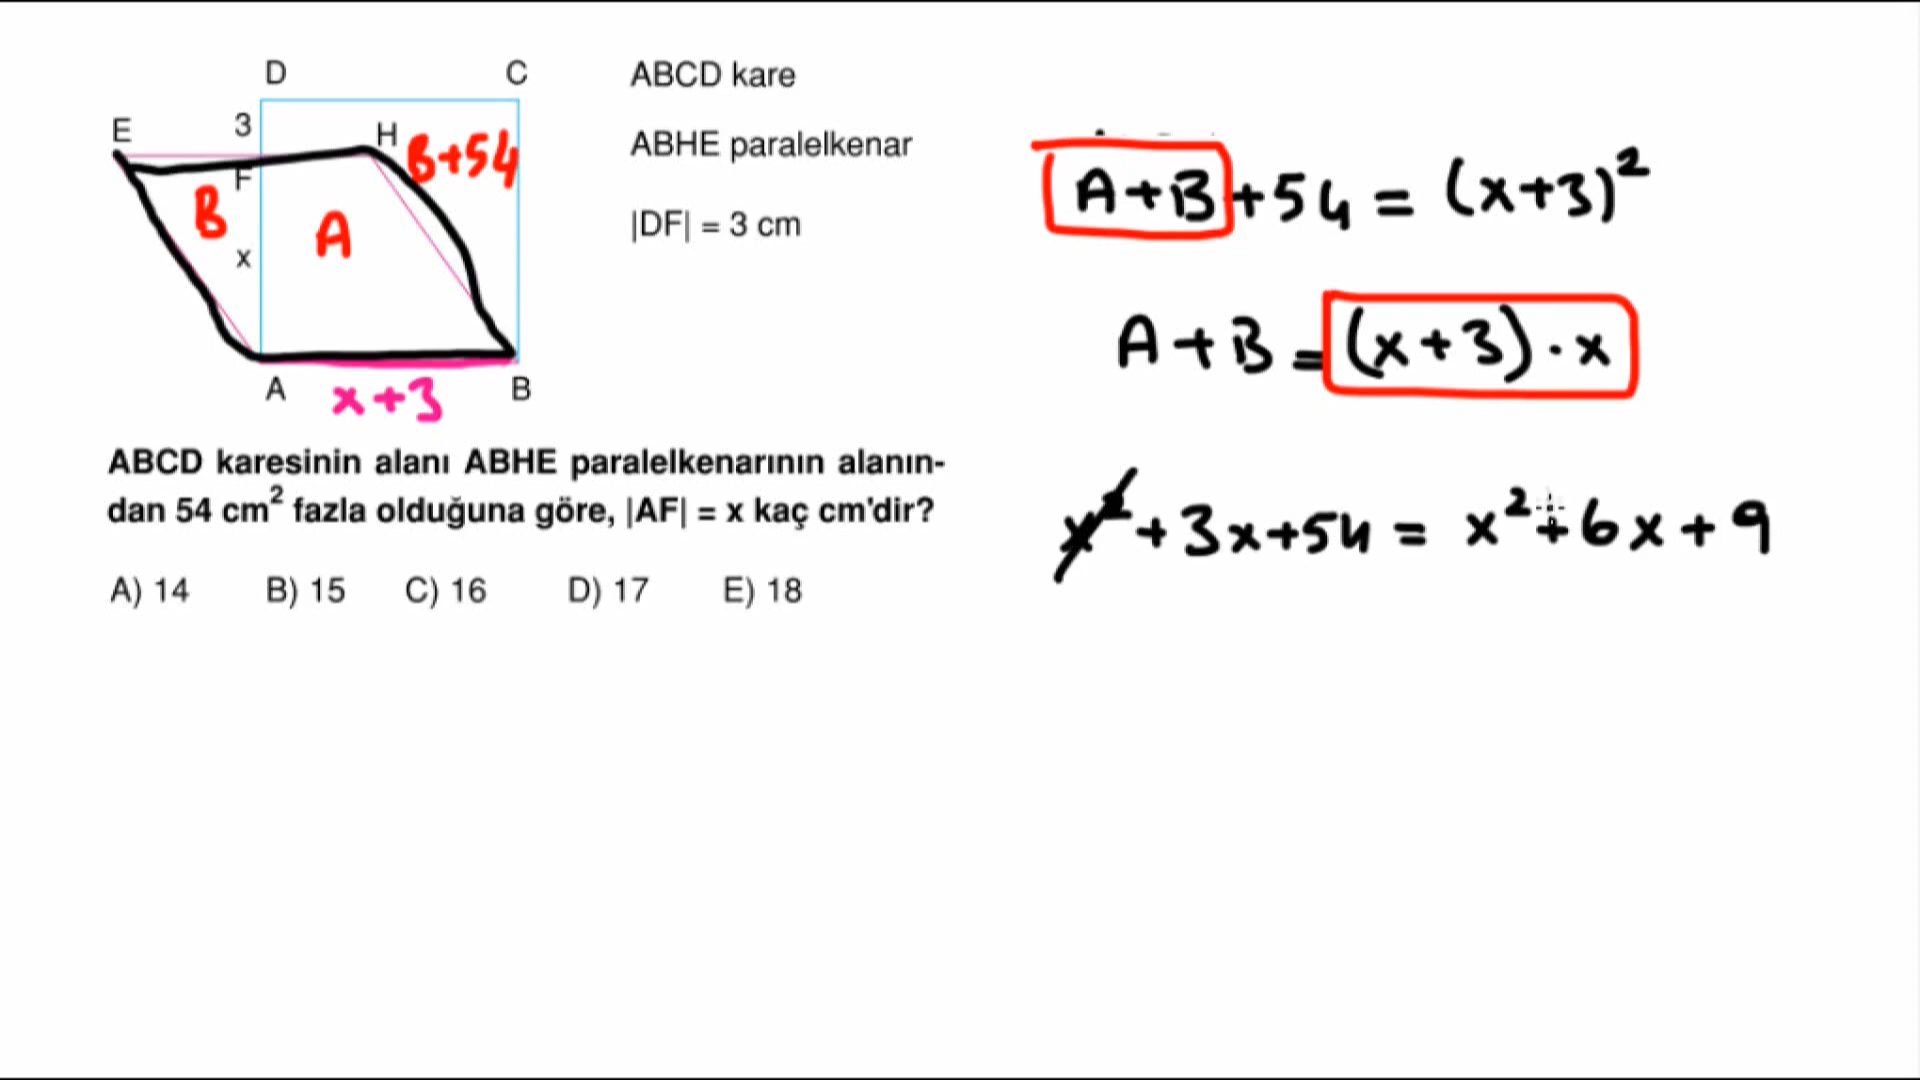 D C
E 3 H B+54
F
B A
x
A x+3 B
ABCD kare
ABHE paralelkenar
|DF| = 3 cm
ABCD karesinin alanı ABHE paralelkenarının alanın-
dan 54 cm² fazla olduğuna göre, |AF| = x kaç cm'dir?
A) 14 B) 15 C) 16 D) 17 E) 18
A+B+54 = (x+3)²
A+B = (x+3)·x
x²+3x+54 = x²+6x+9